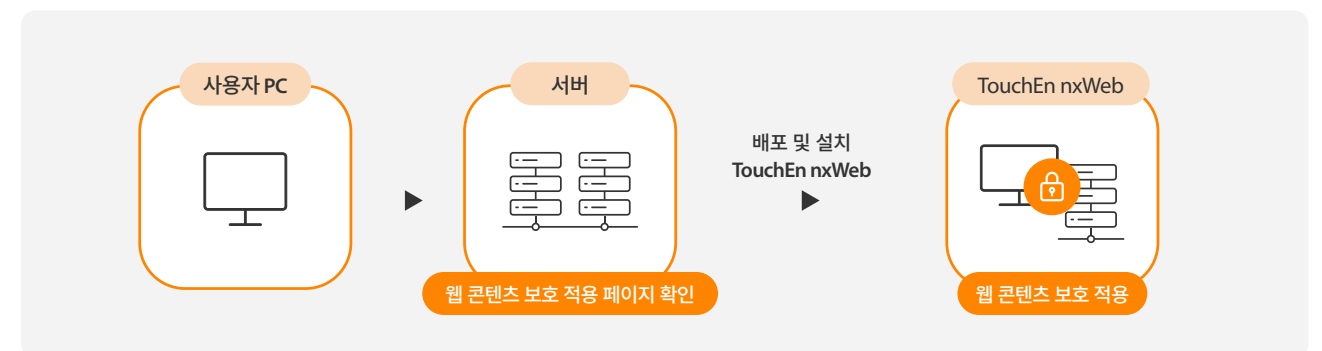 사용자 PC
서버
TouchEn nxWeb
배포 및 설치
TouchEn nxWeb
웹 콘텐츠 보호 적용 페이지 확인
웹 콘텐츠 보호 적용